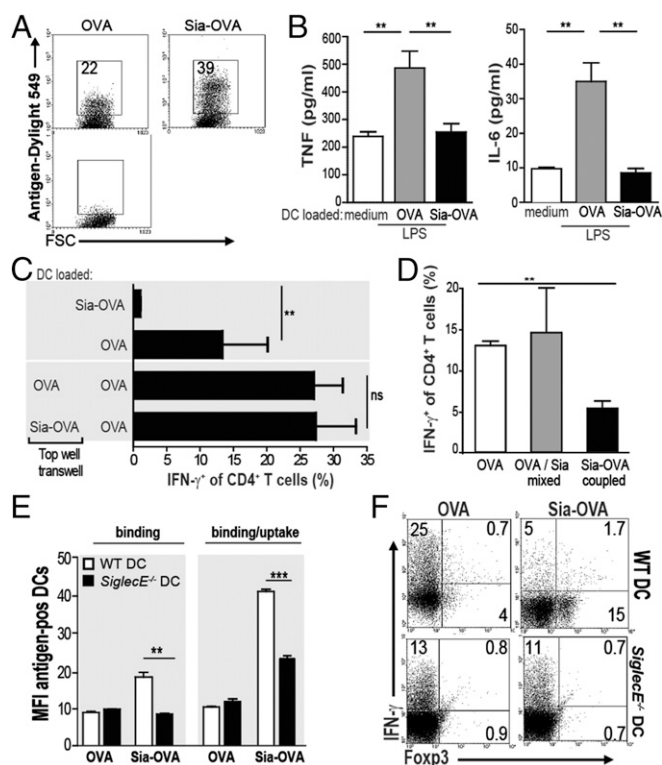 A
OVA
Sia-OVA
22
39
Antigen-Dylight 549
1023
1023
1023
FSC
B
**
**
TNF (pg/ml)
600
500
400
300
200
100
0
DC loaded: medium OVA Sia-OVA
LPS
**
**
IL-6 (pg/ml)
50
40
30
20
10
0
medium OVA Sia-OVA
LPS
C
DC loaded:
Sia-OVA
OVA
**
OVA OVA
Sia-OVA OVA
ns
Top well
transwell
0 5 10 15 20 25 30 35
IFN-γ⁺ of CD4⁺ T cells (%)
D
**
IFN-γ⁺ of CD4⁺ T cells (%)
20
15
10
5
0
OVA
OVA / Sia
mixed
Sia-OVA
coupled
E
binding
binding/uptake
WT DC
SiglecE⁻/⁻ DC
MFI antigen-pos DCs
50
40
30
20
10
**
***
OVA Sia-OVA OVA Sia-OVA
F
OVA
Sia-OVA
25 0.7
4
5 1.7
15
WT DC
13 0.8
0.9
11 0.7
0.7
SiglecE⁻/⁻ DC
IFN-γ
Foxp3